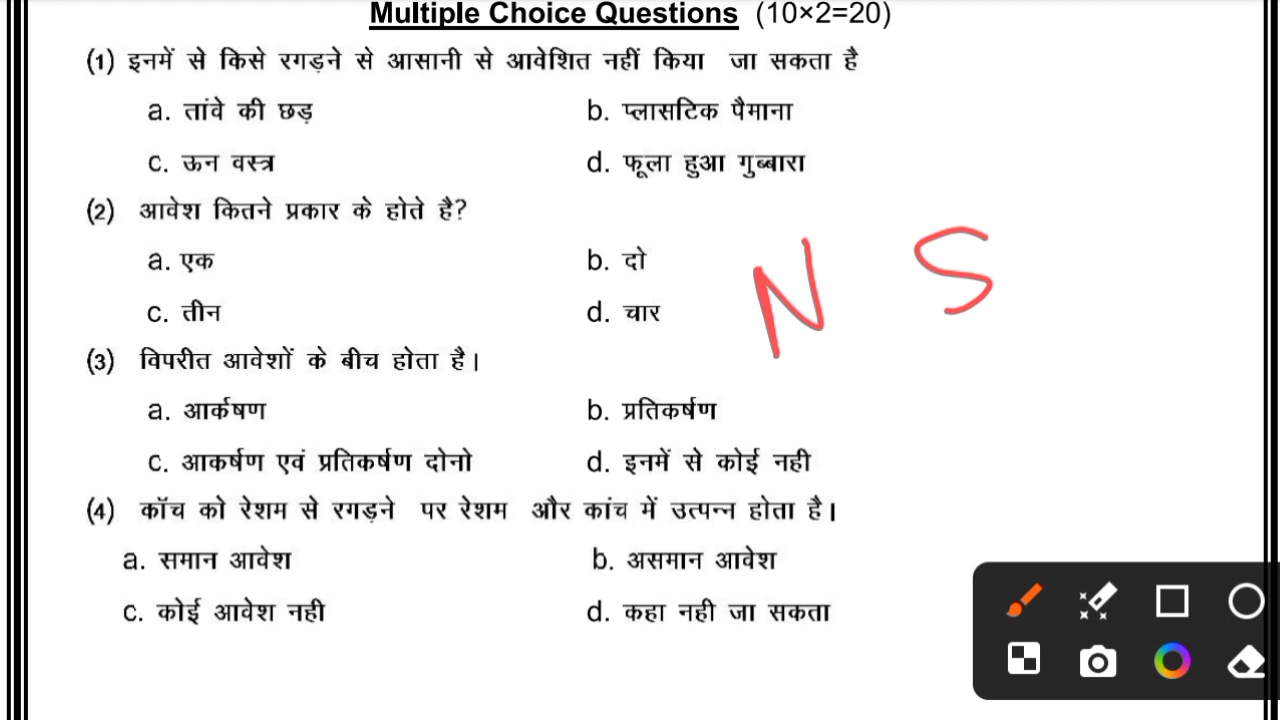 Multiple Choice Questions (10×2=20)
(1) इनमें से किसे रगड़ने से आसानी से आवेशित नहीं किया जा सकता है
a. तांवे की छड़ b. प्लासटिक पैमाना
c. ऊन वस्त्र d. फूला हुआ गुब्बारा
(2) आवेश कितने प्रकार के होते है?
a. एक b. दो
N S
c. तीन d. चार
(3) विपरीत आवेशों के बीच होता है।
a. आर्कषण b. प्रतिकर्षण
c. आकर्षण एवं प्रतिकर्षण दोनो d. इनमें से कोई नही
(4) कॉच को रेशम से रगड़ने पर रेशम और कांच में उत्पन्न होता है।
a. समान आवेश b. असमान आवेश
c. कोई आवेश नही d. कहा नही जा सकता